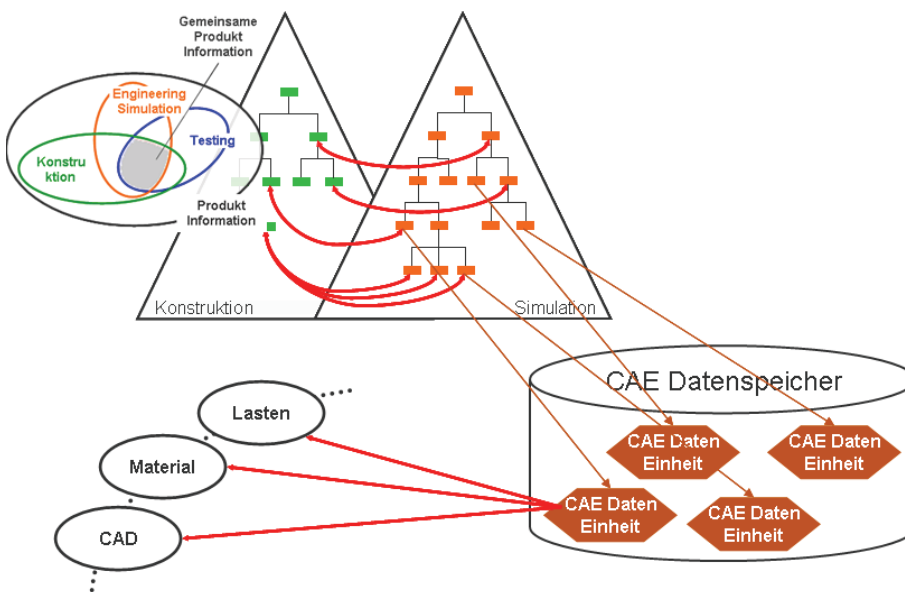 Gemeinsame
Produkt
Information
Engineering
Simulation
Testing
Konstru
ktion
Produkt
Information
Konstruktion
Simulation
CAE Datenspeicher
CAE Daten
Einheit
CAE Daten
Einheit
CAE Daten
Einheit
CAE Daten
Einheit
Lasten
Material
CAD